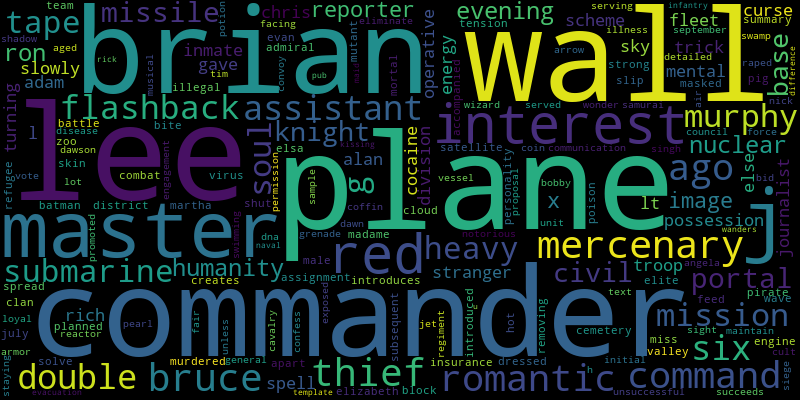 team
missile
chris
reporter
evening
serving
infantry
curse
tape
shadow
brian
potion
facing
eliminate
tension
scheme
fleet
summary
september
aged
musical
evan
mutant
operative
wall
illness
sky
trick
base
swamp
ron
rick
inmate
admiral
arrow
strong
detailed
raped
difference
slowly
gave
convoy
mortal
energy
slip
mental
pig
adam
illegal
tim
pub
accompanied
wizard
served
wonder
samurai
masked
nick
flashback
assistant
interest
murphy
turning
l
battle
disease
bite
knight
kissing
satellite
coin
communication
singh
council
force
nuclear
lee
zoo
dawson
virus
soul
elsa
alan
cocaine
division
vessel
personality
proposal
bobby
ago
else
journalist
vote
skin
engagement
permission
sample
g
plane
x
poison
lt
image
bid
refugee
lot
combat
batman
district
martha
shut
coffin
cloud
unit
possession
master
swimming
dna
naval
grenade
dawn
madame
notorious
mercenary
wanders
j
promoted
red
heavy
civil
troop
angela
submarine
humanity
male
stranger
elite
portal
spread
creates
assignment
introduces
text
feed
pirate
clan
commander
mission
wave
loyal
rich
planned
pearl
fair
armless
cavalry
confess
exposed
subsequent
jet
regiment
introduced
hot
removing
cemetery
miss
sight
maintain
july
reactor
valley
six
engine
armor
solve
murdered
general
apart
thief
insurance
dressed
initial
cult
staying
double
bruce
spell
elizabeth
block
romantic
h
command
siege
evacuation
template
unsuccessful
succeeds